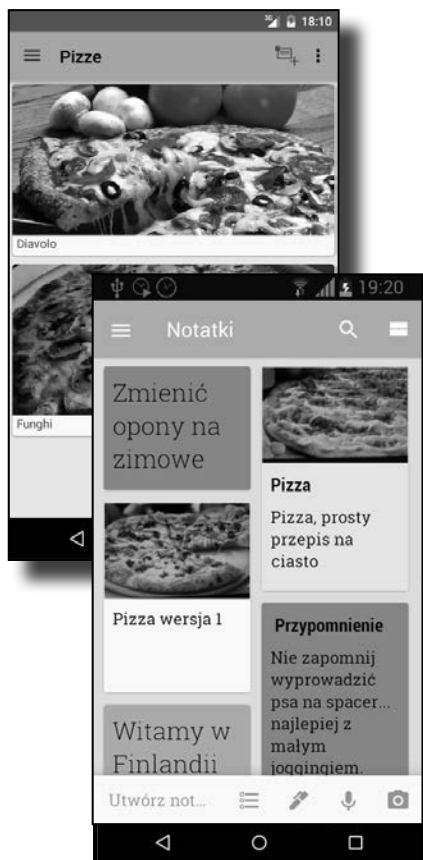 3G 18:10
Pizze
Diavolo
Funghi
19:20
Notatki
Zmienić
opony na
zimowe
Pizza wersja 1
Witamy w
Finlandii
Pizza
Pizza, prosty
przepis na
ciasto
Przypomnienie
Nie zapomnij
wyprowadzić
psa na spacer...
najlepiej z
małym
joggingiem.
Utwórz not...